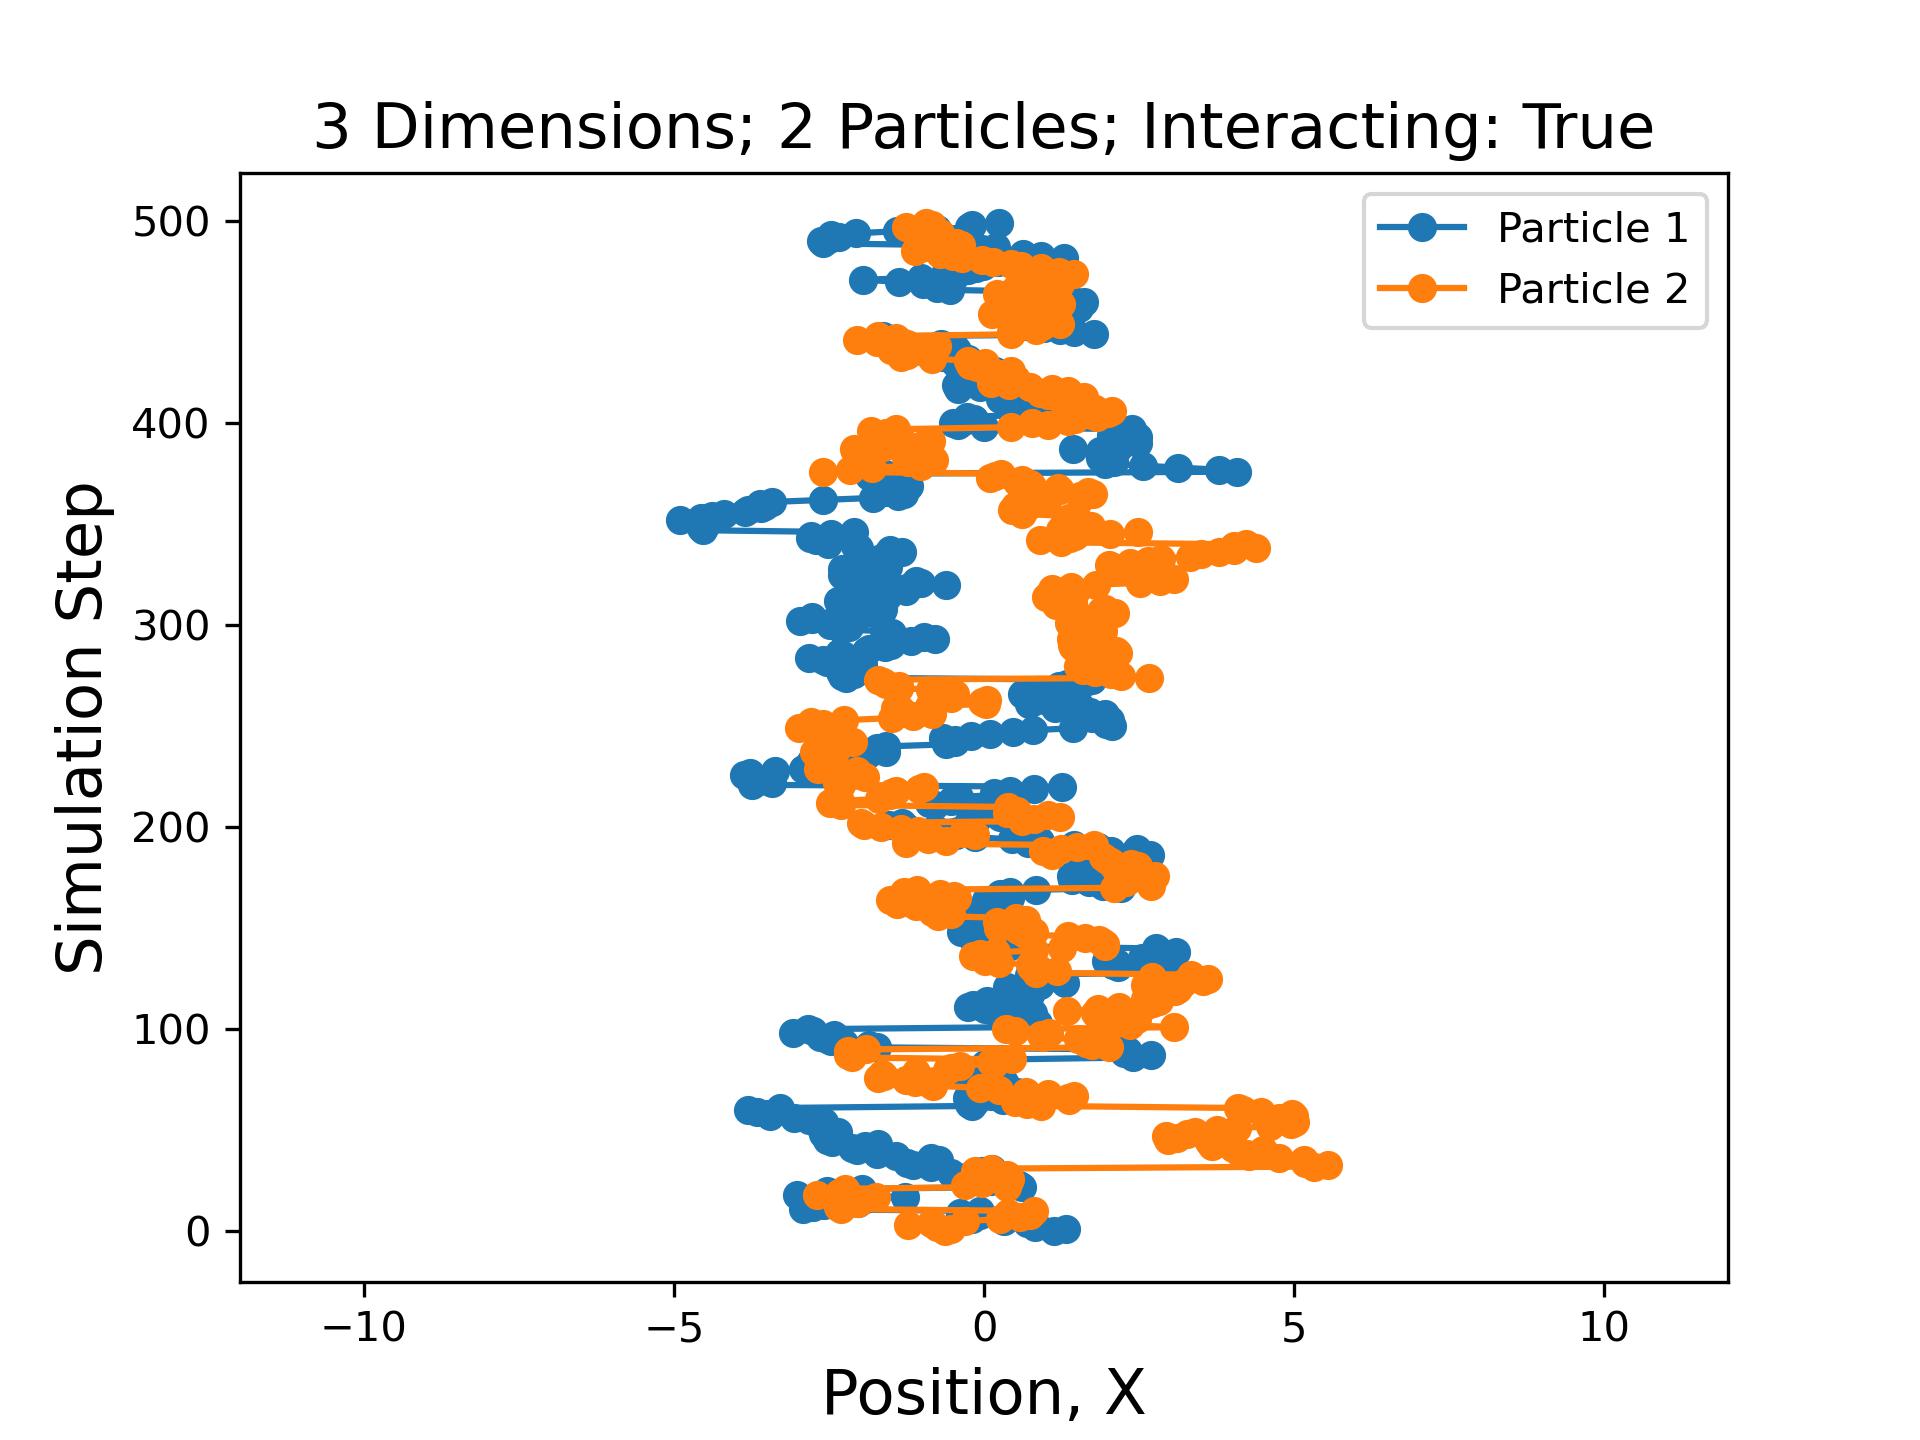 3 Dimensions; 2 Particles; Interacting: True
Particle 1
Particle 2
Simulation Step
500
400
300
200
100
0
−10
−5
0
5
10
Position, X